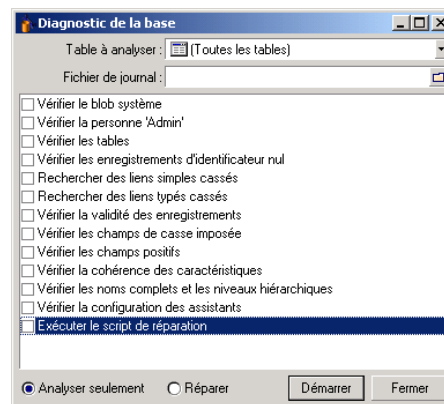 Diagnostic de la base
Table à analyser : (Toutes les tables)
Fichier de journal :
Vérifier le blob système
Vérifier la personne 'Admin'
Vérifier les tables
Vérifier les enregistrements d'identificateur nul
Rechercher des liens simples cassés
Rechercher des liens typés cassés
Vérifier la validité des enregistrements
Vérifier les champs de casse imposée
Vérifier les champs positifs
Vérifier la cohérence des caractéristiques
Vérifier les noms complets et les niveaux hiérarchiques
Vérifier la configuration des assistants
Exécuter le script de réparation
Analyser seulement Réparer Démarrer Fermer